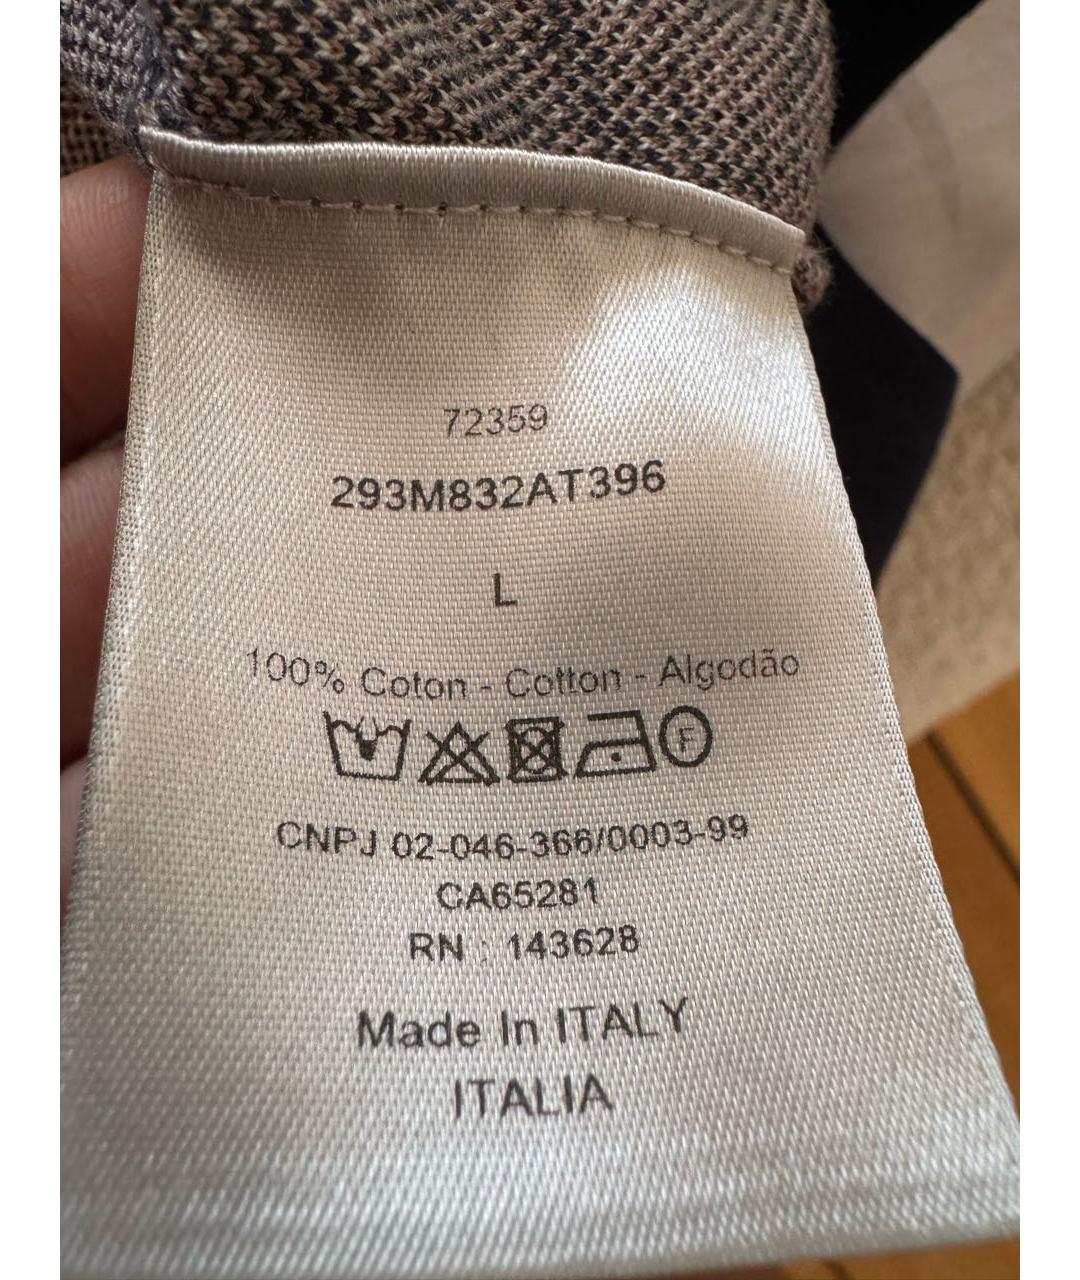 72359
293M832AT396
L
100% Coton - Cotton - Algodão
F
CNPJ 02-046-366/0003-99
CA65281
RN : 143628
Made In ITALY
ITALIA